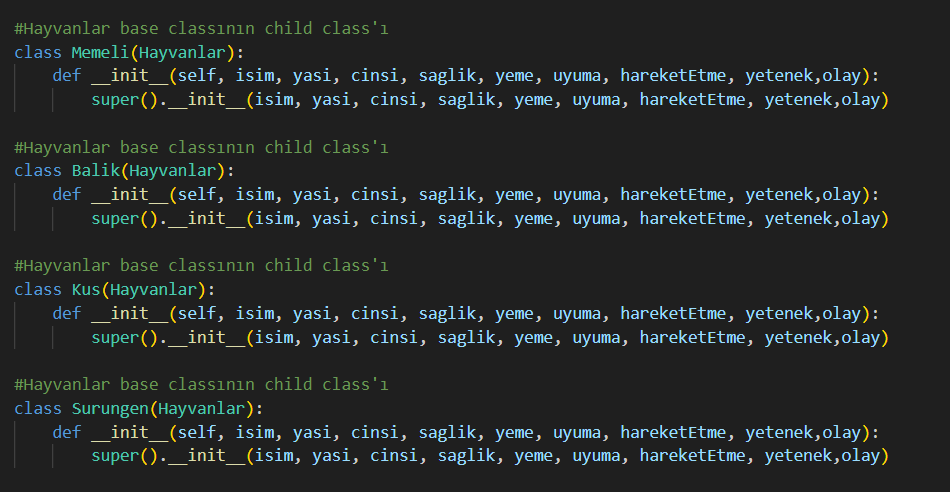 #Hayvanlar base classının child class'ı
class Memeli(Hayvanlar):
    def __init__(self, isim, yasi, cinsi, saglik, yeme, uyuma, hareketEtme, yetenek,olay):
        super().__init__(isim, yasi, cinsi, saglik, yeme, uyuma, hareketEtme, yetenek,olay)
#Hayvanlar base classının child class'ı
class Balik(Hayvanlar):
    def __init__(self, isim, yasi, cinsi, saglik, yeme, uyuma, hareketEtme, yetenek,olay):
        super().__init__(isim, yasi, cinsi, saglik, yeme, uyuma, hareketEtme, yetenek,olay)
#Hayvanlar base classının child class'ı
class Kus(Hayvanlar):
    def __init__(self, isim, yasi, cinsi, saglik, yeme, uyuma, hareketEtme, yetenek,olay):
        super().__init__(isim, yasi, cinsi, saglik, yeme, uyuma, hareketEtme, yetenek,olay)
#Hayvanlar base classının child class'ı
class Surungen(Hayvanlar):
    def __init__(self, isim, yasi, cinsi, saglik, yeme, uyuma, hareketEtme, yetenek,olay):
        super().__init__(isim, yasi, cinsi, saglik, yeme, uyuma, hareketEtme, yetenek,olay)